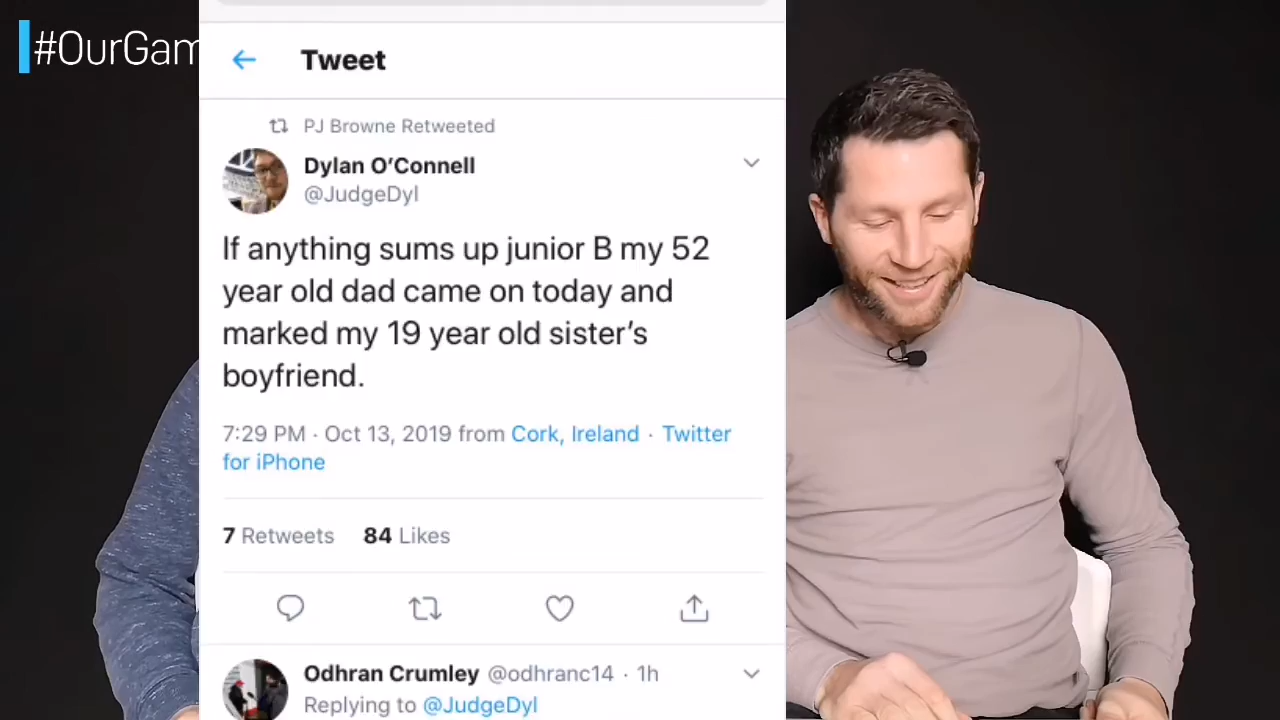 #OurGam
Tweet
PJ Browne Retweeted
Dylan O’Connell
@JudgeDyl
If anything sums up junior B my 52
year old dad came on today and
marked my 19 year old sister’s
boyfriend.
7:29 PM · Oct 13, 2019 from Cork, Ireland · Twitter
for iPhone
7 Retweets 84 Likes
Odhran Crumley @odhranc14 · 1h
Replying to @JudgeDyl